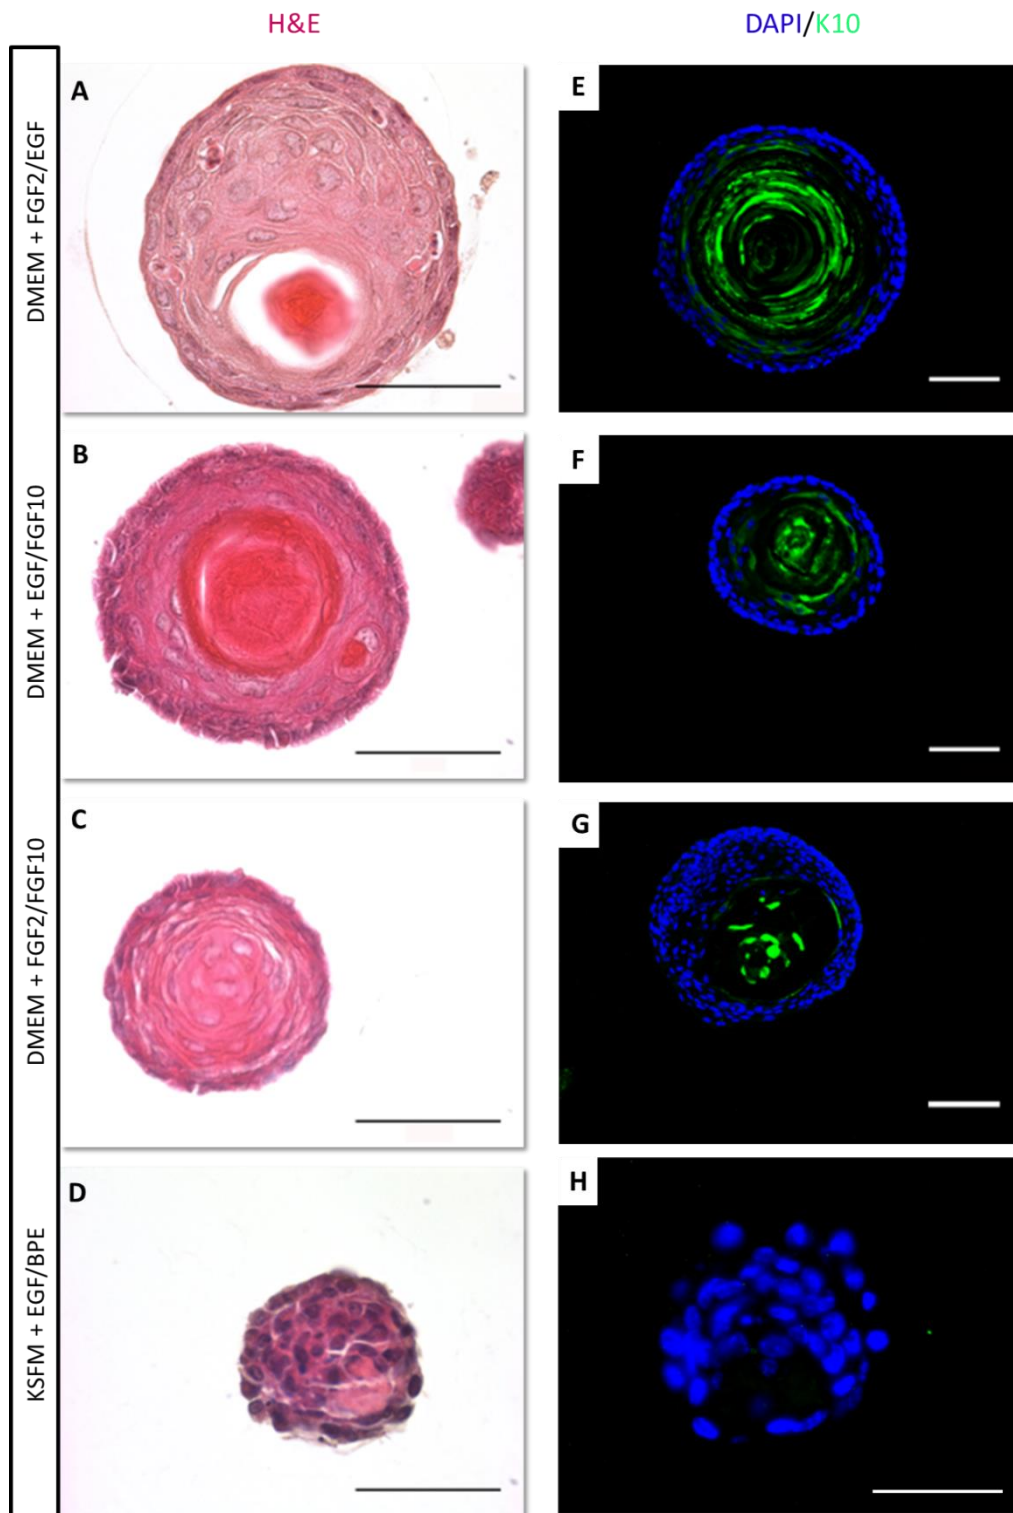 H&E
DAPI/K10
DMEM + FGF2/EGF
A
E
DMEM + EGF/FGF10
B
F
DMEM + FGF2/FGF10
C
G
KSFM + EGF/BPE
D
H